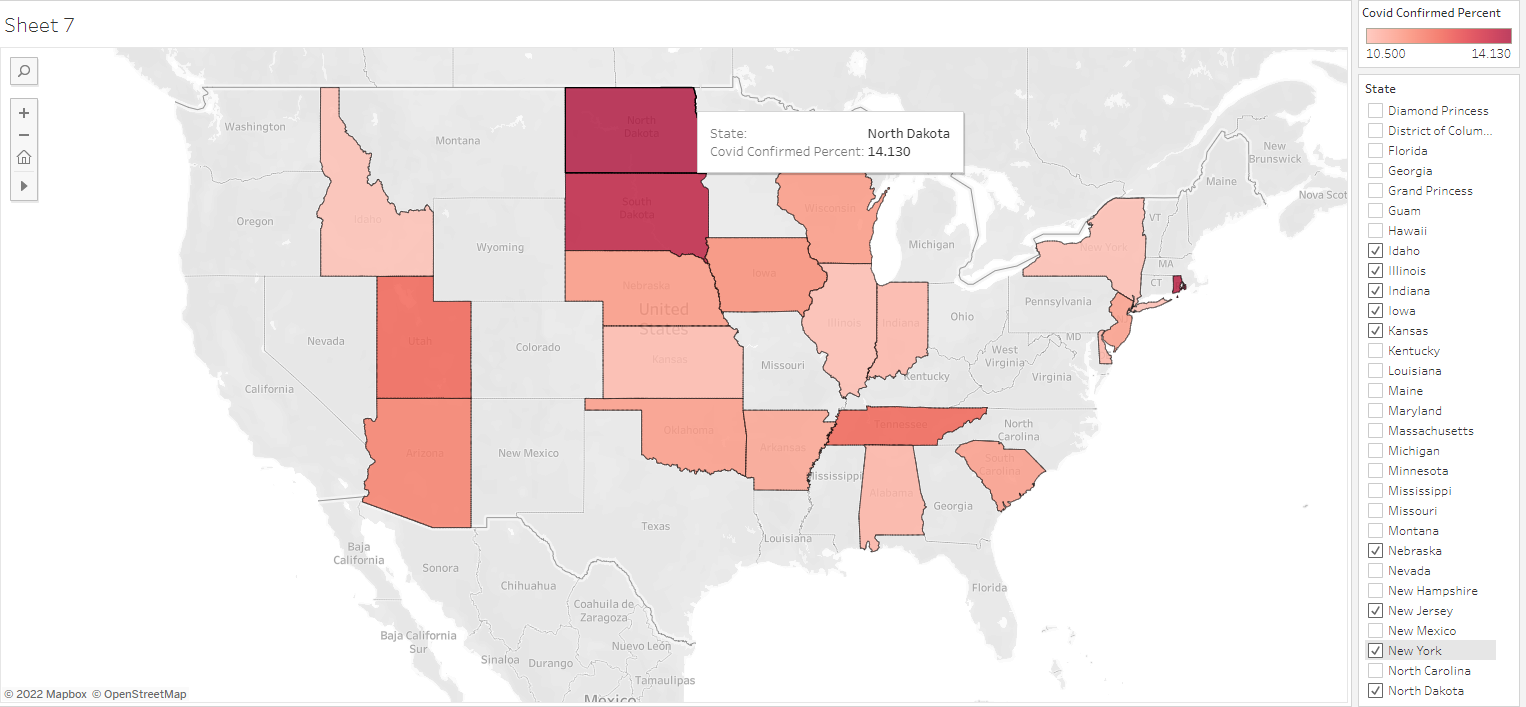 Sheet 7
Washington
Montana
North
Dakota
State: North Dakota
Covid Confirmed Percent: 14.130
New
Brunswick
Maine
Nova Scot
Oregon
Idaho
South
Dakota
Wisconsin
Michigan
VT
New York
Wyoming
MA
CT
Iowa
Nebraska
United
States
Pennsylvania
Nevada
Utah
Colorado
Illinois
Indiana
Ohio
MD
Kansas
Missouri
West
Virginia
Virginia
Kentucky
California
Arizona
New Mexico
Oklahoma
Arkansas
Tennessee
North
Carolina
South
Carolina
Mississippi
Alabama
Georgia
Texas
Louisiana
Florida
Baja
California
Sonora
Chihuahua
Coahuila de
Zaragoza
Baja California
Sur
Nuevo León
Sinaloa
Durango
Tamaulipas
Mexico
© 2022 Mapbox © OpenStreetMap
Covid Confirmed Percent
10.500 14.130
State
Diamond Princess
District of Colum...
Florida
Georgia
Grand Princess
Guam
Hawaii
Idaho
Illinois
Indiana
Iowa
Kansas
Kentucky
Louisiana
Maine
Maryland
Massachusetts
Michigan
Minnesota
Mississippi
Missouri
Montana
Nebraska
Nevada
New Hampshire
New Jersey
New Mexico
New York
North Carolina
North Dakota